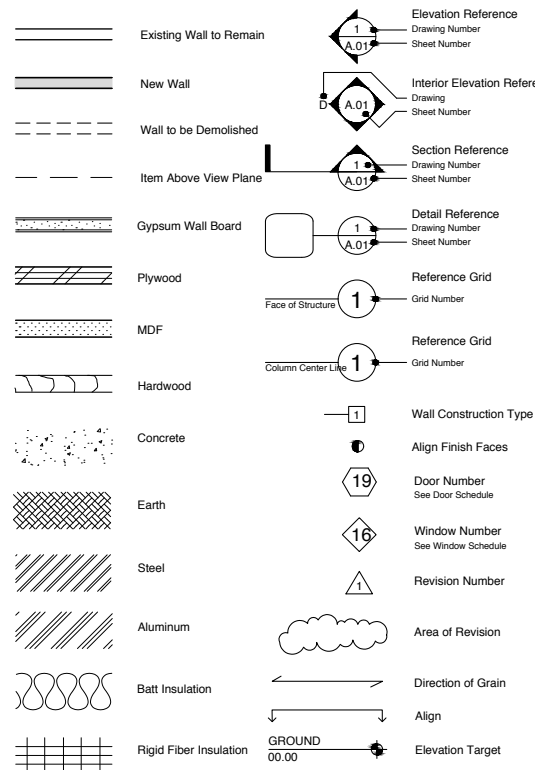 Existing Wall to Remain
New Wall
Wall to be Demolished
Item Above View Plane
Gypsum Wall Board
Plywood
MDF
Hardwood
Concrete
Earth
Steel
Aluminum
Batt Insulation
Rigid Fiber Insulation
Elevation Reference
1
Drawing Number
A.01
Sheet Number
Interior Elevation Refere
D
A.01
Drawing
Sheet Number
Section Reference
1
Drawing Number
A.01
Sheet Number
Detail Reference
1
Drawing Number
A.01
Sheet Number
Reference Grid
1
Grid Number
Face of Structure
Reference Grid
1
Grid Number
Column Center Line
1
Wall Construction Type
Align Finish Faces
19
Door Number
See Door Schedule
16
Window Number
See Window Schedule
1
Revision Number
Area of Revision
Direction of Grain
Align
GROUND
00.00
Elevation Target